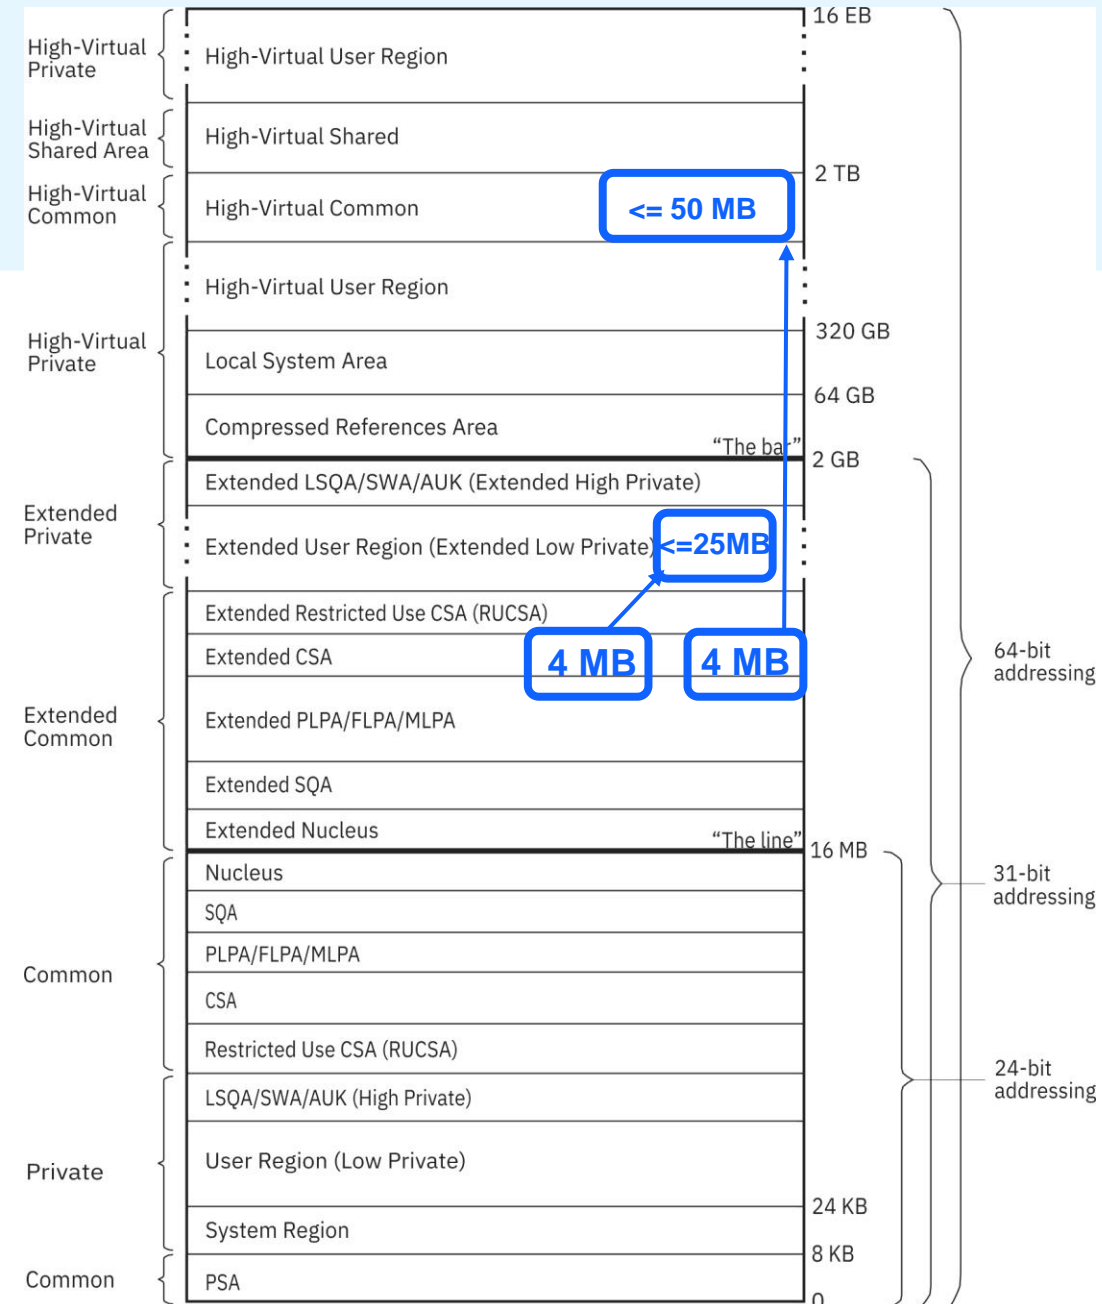 16 EB
High-Virtual
Private
High-Virtual User Region
High-Virtual
Shared Area
High-Virtual Shared
2 TB
High-Virtual
Common
High-Virtual Common
<= 50 MB
High-Virtual User Region
320 GB
High-Virtual
Private
Local System Area
64 GB
Compressed References Area
“The bar”
2 GB
Extended LSQA/SWA/AUK (Extended High Private)
Extended
Private
Extended User Region (Extended Low Private)
<=25MB
Extended Restricted Use CSA (RUCSA)
Extended CSA
4 MB
4 MB
64-bit
addressing
Extended
Common
Extended PLPA/FLPA/MLPA
Extended SQA
Extended Nucleus
“The line”
16 MB
Nucleus
31-bit
addressing
SQA
PLPA/FLPA/MLPA
Common
CSA
Restricted Use CSA (RUCSA)
24-bit
addressing
LSQA/SWA/AUK (High Private)
Private
User Region (Low Private)
24 KB
System Region
8 KB
Common
PSA
0